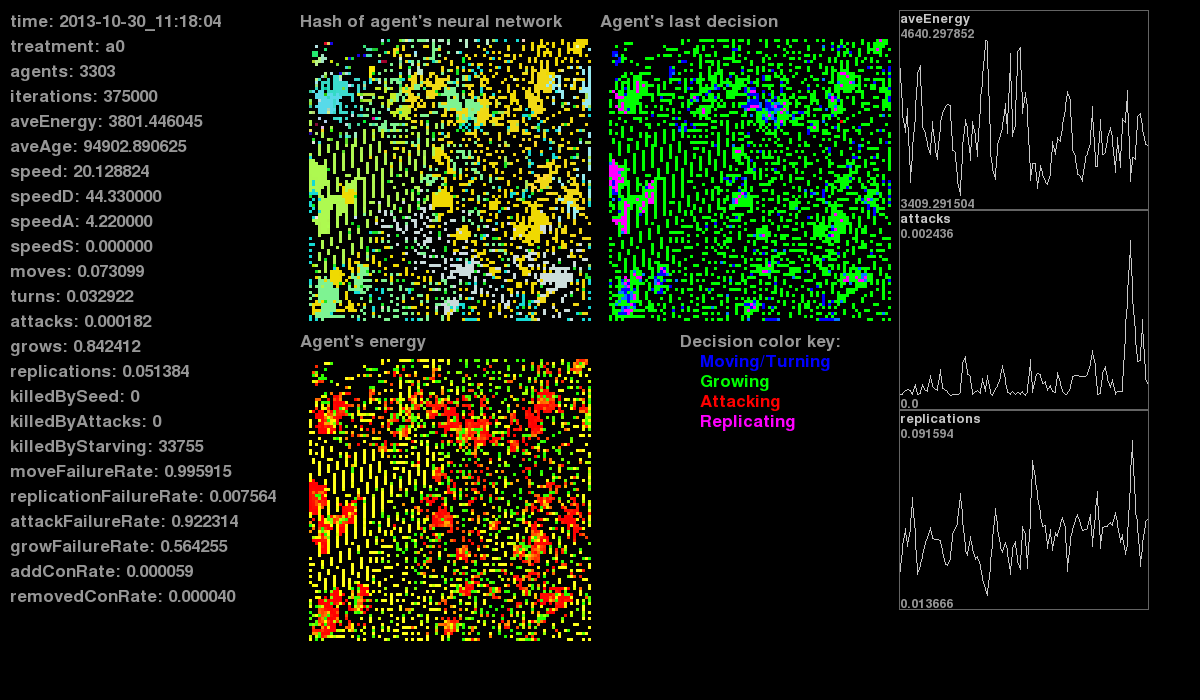 time: 2013-10-30_11:18:04
treatment: a0
agents: 3303
iterations: 375000
aveEnergy: 3801.446045
aveAge: 94902.890625
speed: 20.128824
speedD: 44.330000
speedA: 4.220000
speedS: 0.000000
moves: 0.073099
turns: 0.032922
attacks: 0.000182
grows: 0.842412
replications: 0.051384
killedBySeed: 0
killedByAttacks: 0
killedByStarving: 33755
moveFailureRate: 0.995915
replicationFailureRate: 0.007564
attackFailureRate: 0.922314
growFailureRate: 0.564255
addConRate: 0.000059
removedConRate: 0.000040
Hash of agent's neural network
Agent's last decision
Agent's energy
Decision color key:
Moving/Turning
Growing
Attacking
Replicating
aveEnergy
4640.297852
3409.291504
attacks
0.002436
0.0
replications
0.091594
0.013666